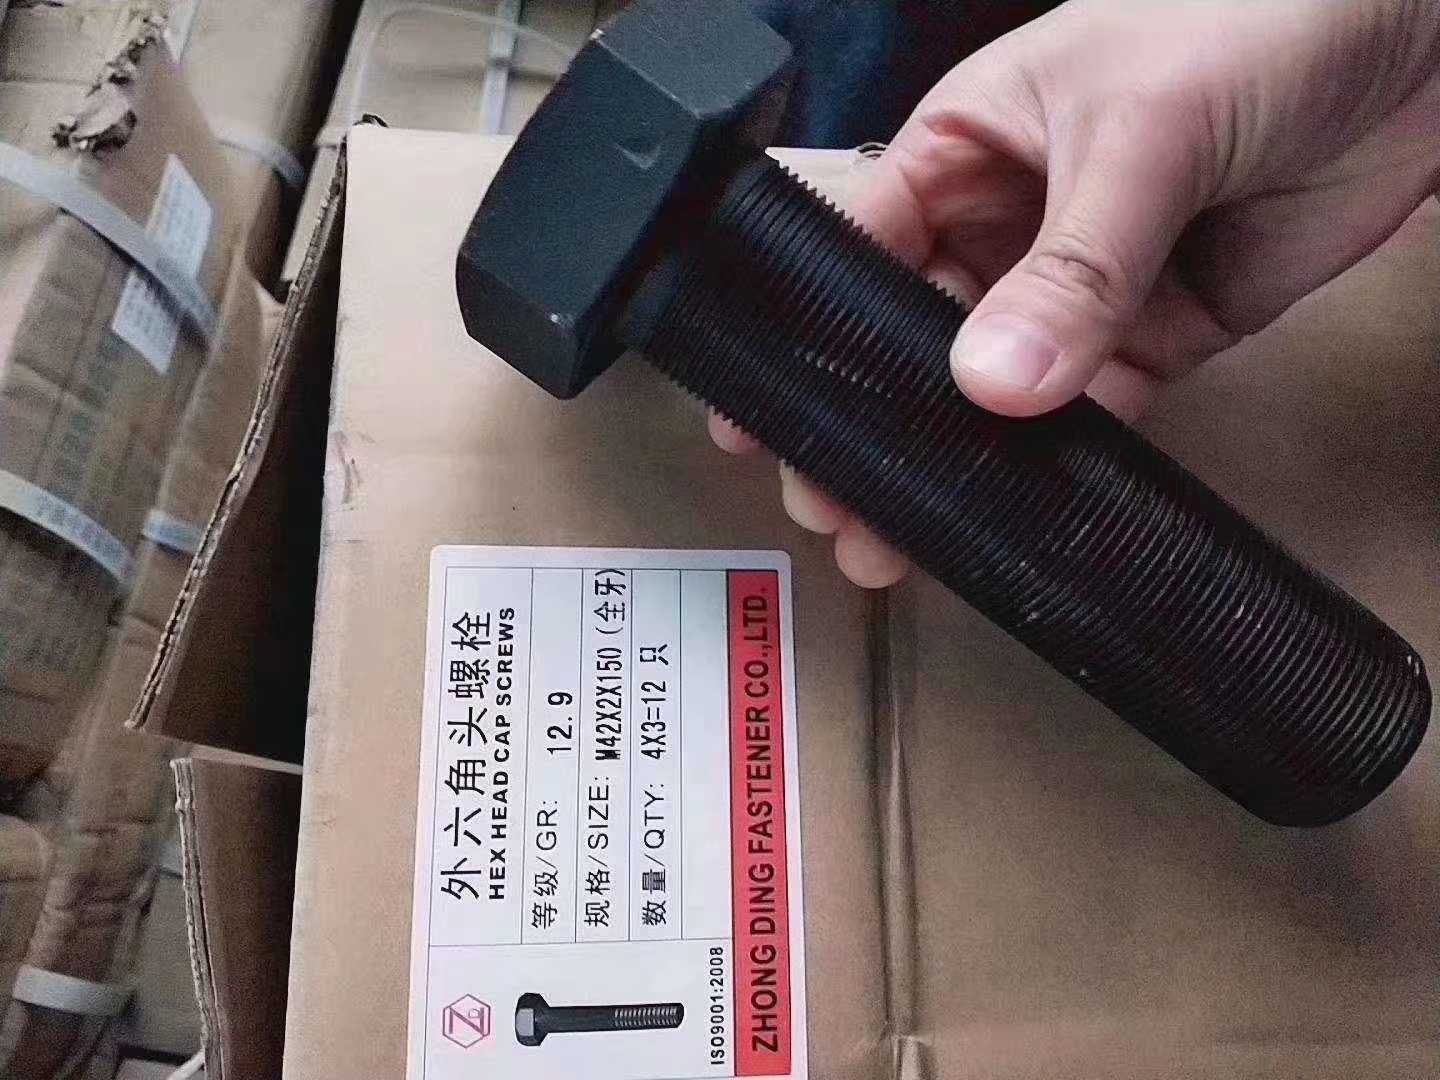 外六角头螺栓
HEX HEAD CAP SCREWS
等级/GR: 12.9
规格/SIZE: M42X2X150(全牙)
数量/QTY: 4X3=12 只
ISO9001:2008
ZHONG DING FASTENER CO.,LTD.